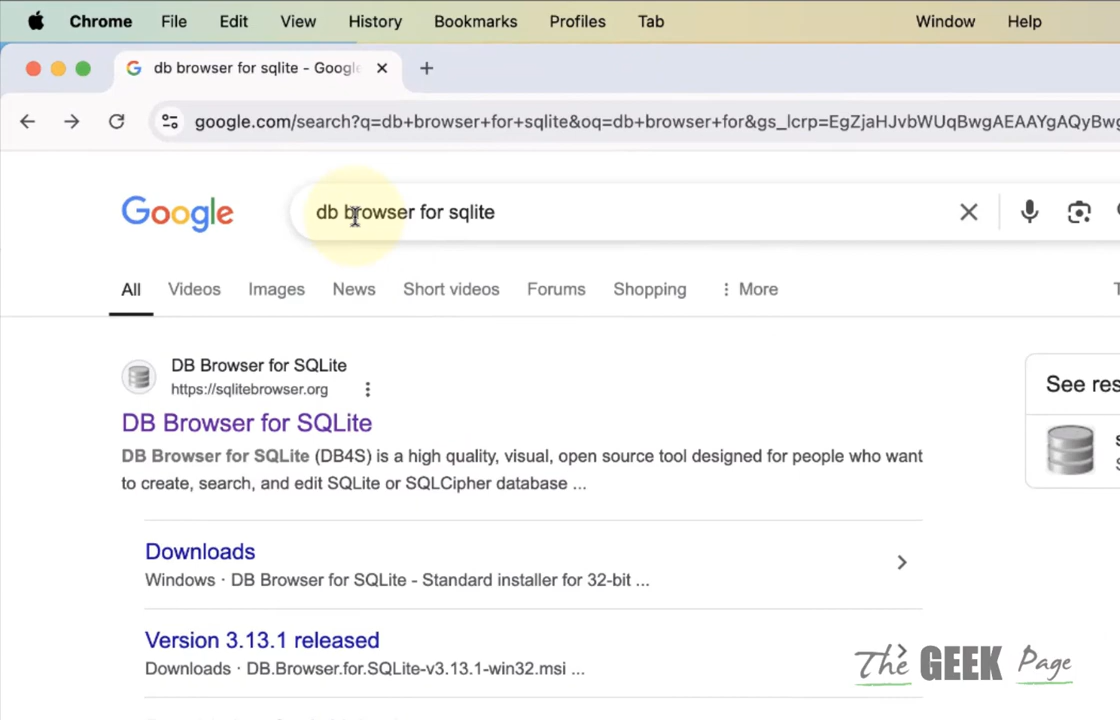 Chrome File Edit View History Bookmarks Profiles Tab Window Help
db browser for sqlite - Googl
google.com/search?q=db+browser+for+sqlite&oq=db+browser+for&gs_lcrp=EgZjaHJvbWUqBwgAEAAYgAQyBwg
Google
db browser for sqlite
All Videos Images News Short videos Forums Shopping More
DB Browser for SQLite
https://sqlitebrowser.org
DB Browser for SQLite
DB Browser for SQLite (DB4S) is a high quality, visual, open source tool designed for people who want
to create, search, and edit SQLite or SQLCipher database ...
See res
Downloads
Windows · DB Browser for SQLite - Standard installer for 32-bit ...
Version 3.13.1 released
Downloads · DB.Browser.for.SQLite-v3.13.1-win32.msi ...
The GEEK Page